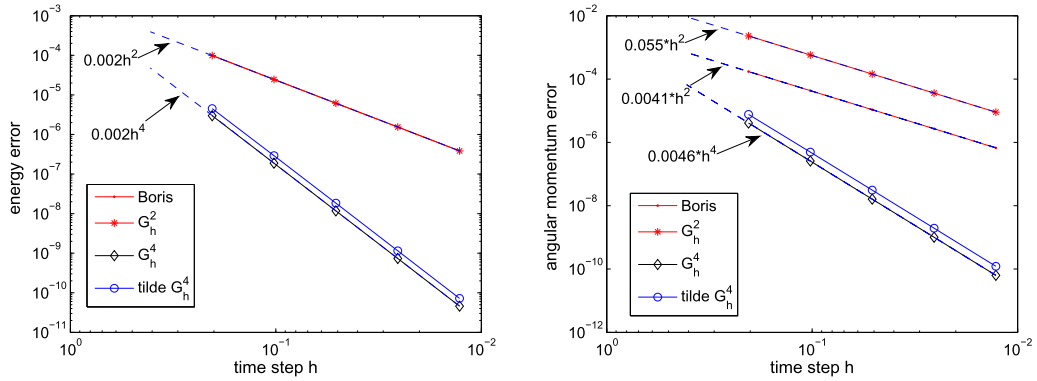 energy error
10^-3
10^-4
10^-5
10^-6
10^-7
10^-8
10^-9
10^-10
10^-11
0.002h^2
0.002h^4
Boris
G_h^2
G_h^4
tilde G_h^4
10^0
10^-1
10^-2
time step h
angular momentum error
10^-2
10^-4
10^-6
10^-8
10^-10
10^-12
0.055*h^2
0.0041*h^2
0.0046*h^4
Boris
G_h^2
G_h^4
tilde G_h^4
10^0
10^-1
10^-2
time step h